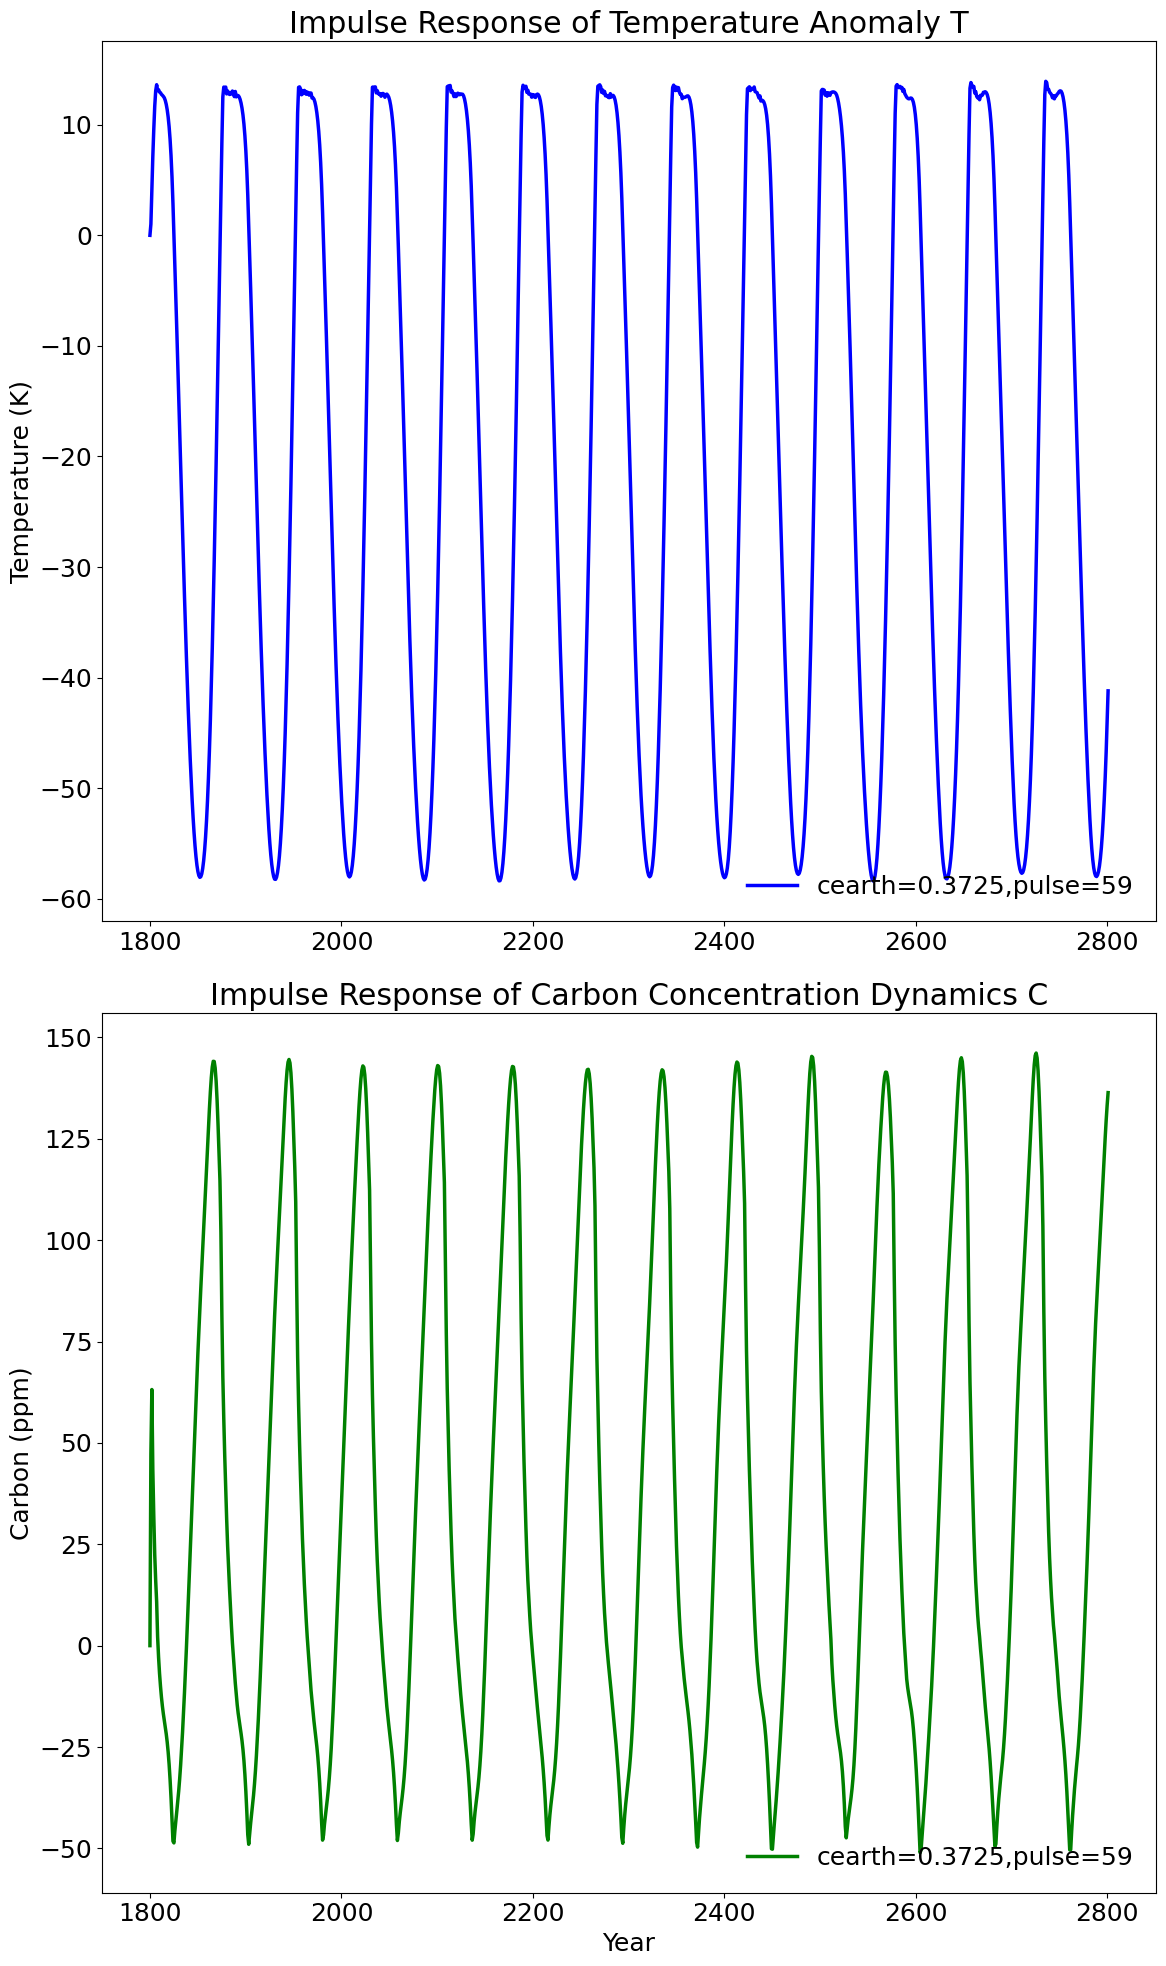 Impulse Response of Temperature Anomaly T
Temperature (K)
10
0
−10
−20
−30
−40
−50
−60
cearth=0.3725,pulse=59
1800 2000 2200 2400 2600 2800
Impulse Response of Carbon Concentration Dynamics C
Carbon (ppm)
150
125
100
75
50
25
0
−25
−50
cearth=0.3725,pulse=59
1800 2000 2200 2400 2600 2800
Year